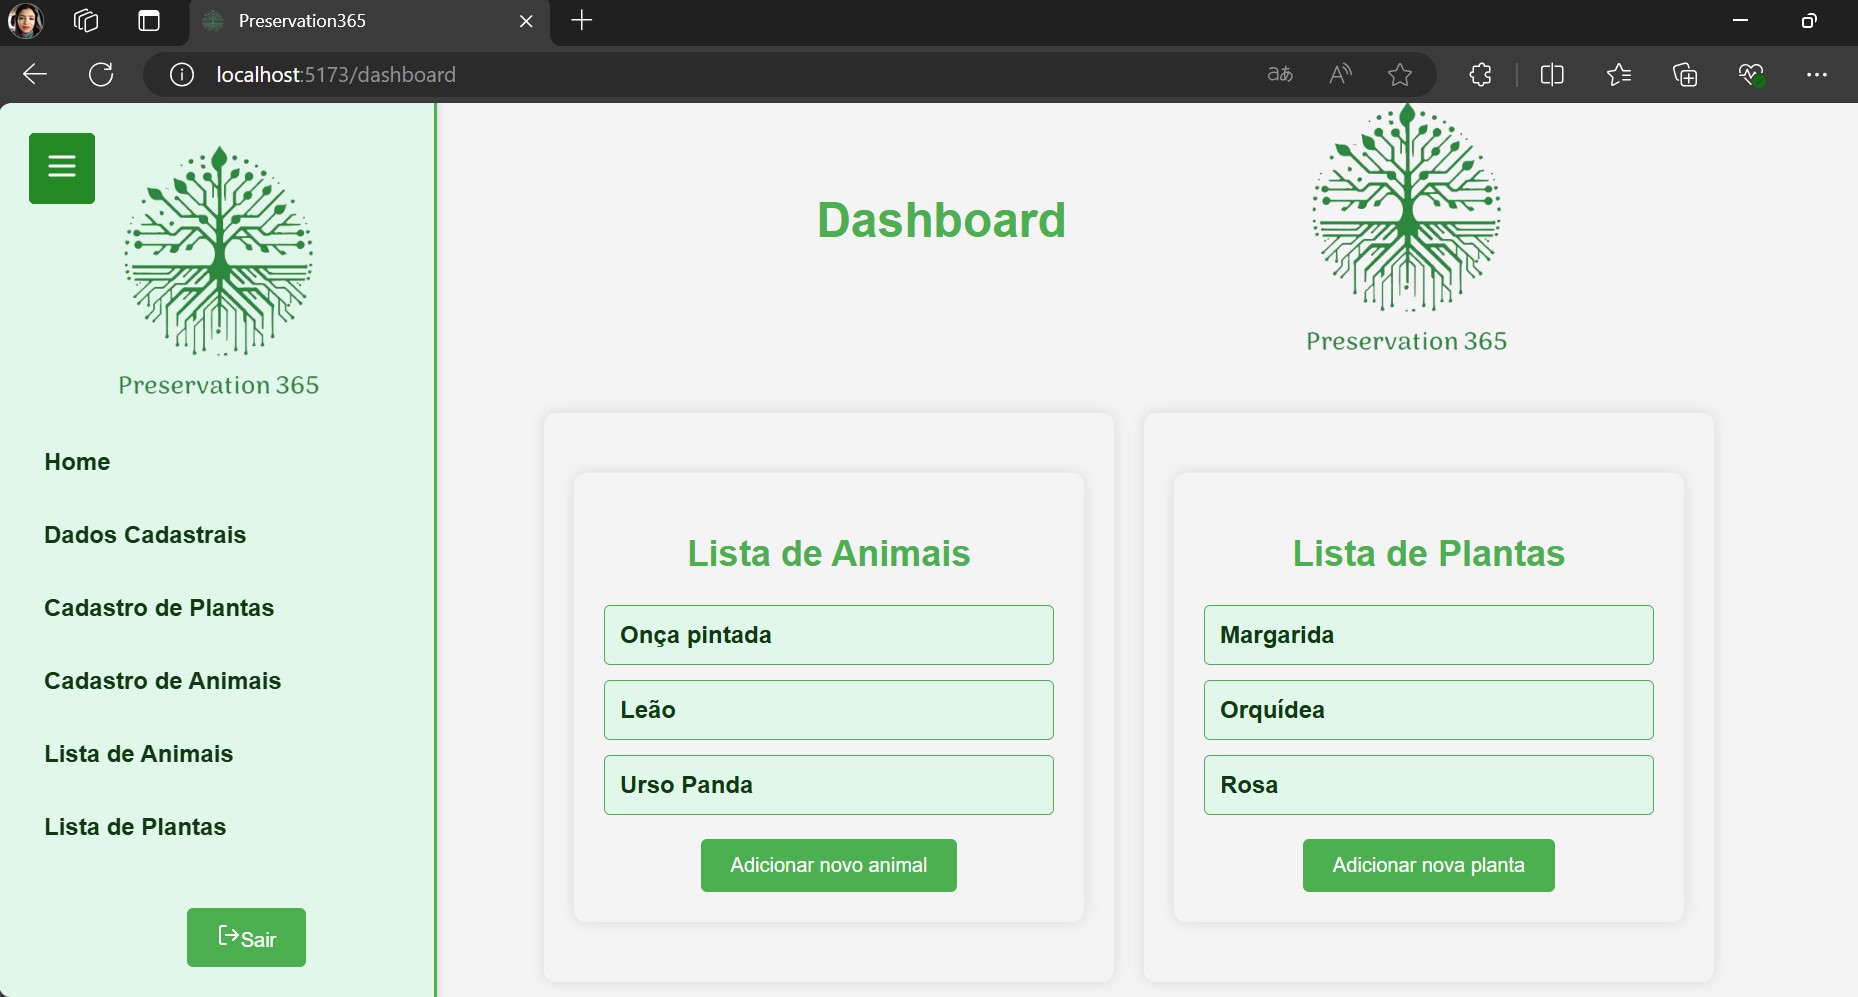 Preservation365
localhost:5173/dashboard
Preservation 365
Home
Dados Cadastrais
Cadastro de Plantas
Cadastro de Animais
Lista de Animais
Lista de Plantas
Sair
Dashboard
Preservation 365
Lista de Animais
Onça pintada
Leão
Urso Panda
Adicionar novo animal
Lista de Plantas
Margarida
Orquídea
Rosa
Adicionar nova planta